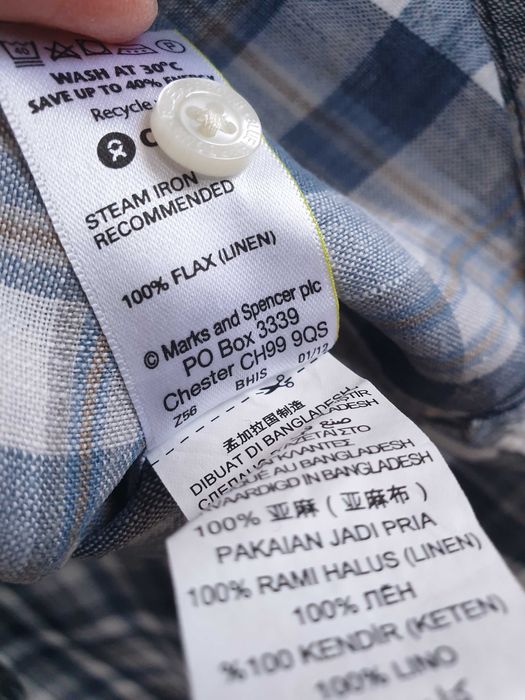 40
P
WASH AT 30°C
SAVE UP TO 40% ENERGY
Recycle
STEAM IRON
RECOMMENDED
100% FLAX (LINEN)
© Marks and Spencer plc
PO Box 3339
Chester CH99 9QS
Z56 BHIS 01/12
孟加拉国制造
DIBUAT DI BANGLADESH
AU BANGLADESH
VAARDIGD IN BANGLADESH
100% 亚麻（亚麻布）
PAKAIAN JADI PRIA
100% RAMI HALUS (LINEN)
100% ЛЁН
%100 KENDİR (KETEN)
100% LINO